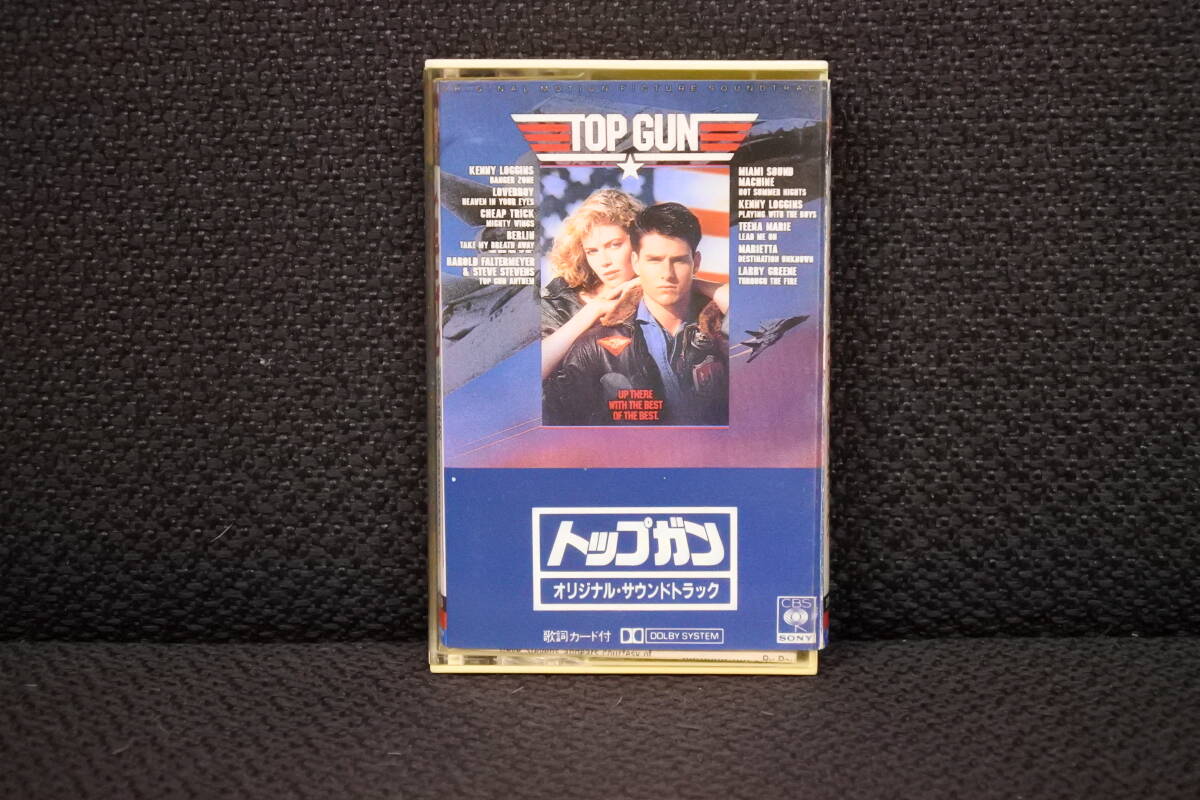 ORIGINAL MOTION PICTURE SOUNDTRACK
TOP GUN
KENNY LOGGINS
DANGER ZONE
LOVERBOY
HEAVEN IN YOUR EYES
CHEAP TRICK
MIGHTY WINGS
BERLIN
TAKE MY BREATH AWAY
HAROLD FALTERMEYER
& STEVE STEVENS
TOP GUN ANTHEM
MIAMI SOUND
MACHINE
HOT SUMMER NIGHTS
KENNY LOGGINS
PLAYING WITH THE BOYS
TEENA MARIE
LEAD ME ON
MARIETTA
DESTINATION UNKNOWN
LARRY GREENE
THROUGH THE FIRE
UP THERE
WITH THE BEST
OF THE BEST.
トップガン
オリジナル・サウンドトラック
歌詞カード付 DOLBY SYSTEM
CBS
SONY
appears courtesy of